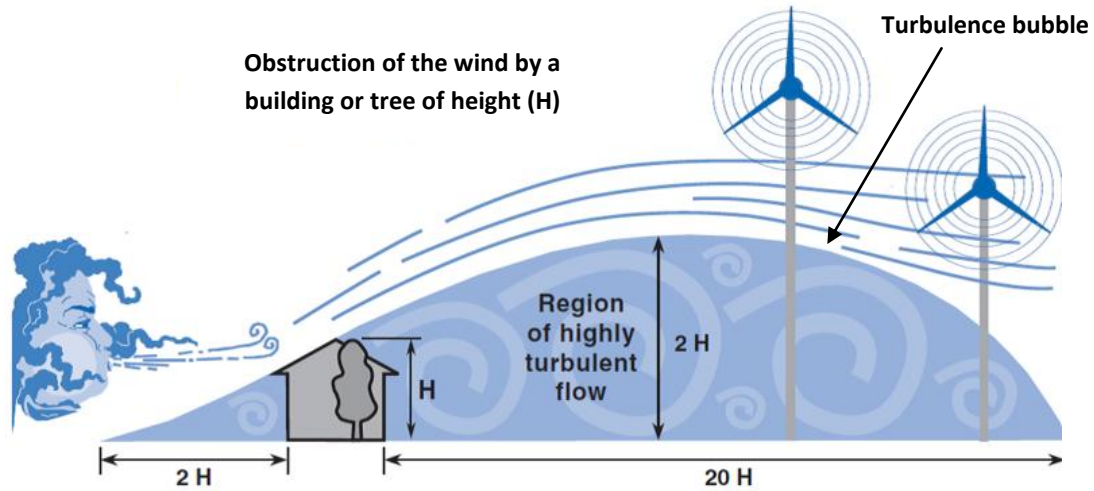 Turbulence bubble
Obstruction of the wind by a
building or tree of height (H)
Region
of highly
turbulent
flow
2 H
H
2 H
20 H